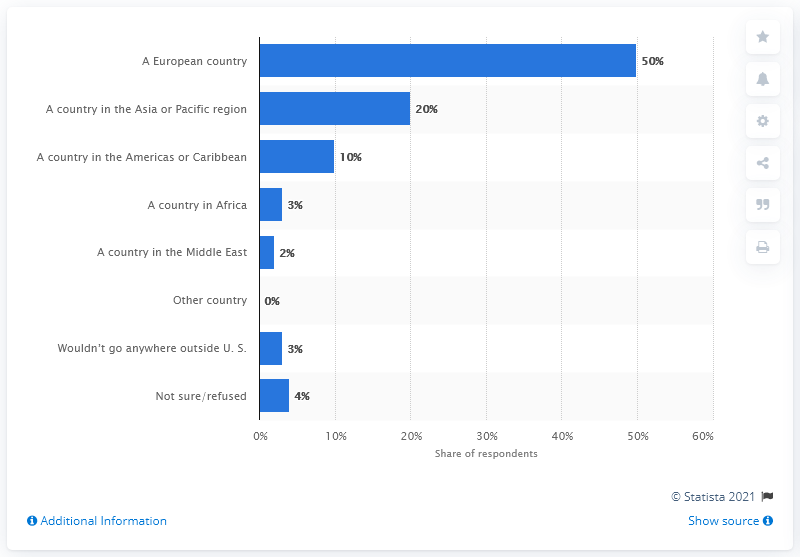 A European country 50%
A country in the Asia or Pacific region 20%
A country in the Americas or Caribbean 10%
A country in Africa 3%
A country in the Middle East 2%
Other country 0%
Wouldn't go anywhere outside U. S. 3%
Not sure/refused 4%
0% 10% 20% 30% 40% 50% 60%
Share of respondents
© Statista 2021
Additional Information Show source